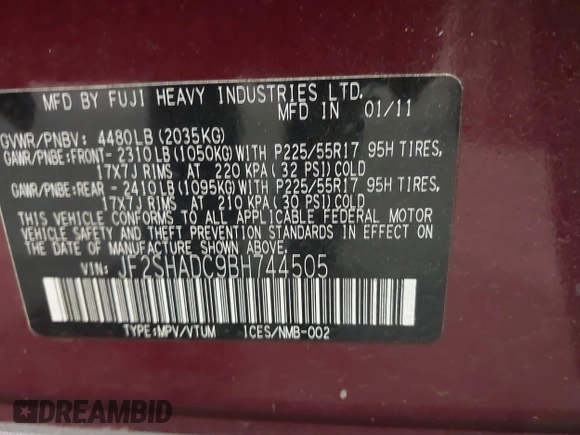 MFD BY FUJI HEAVY INDUSTRIES LTD.
MFD IN 01/11
GVWR/PNBV: 4480LB (2035KG)
GAWR/PNBE:FRONT- 2310LB(1050KG)WITH P225/55R17 95H TIRES,
17X7J RIMS AT 220 KPA( 32 PSI)COLD
GAWR/PNBE:REAR - 2410LB(1095KG)WITH P225/55R17 95H TIRES,
17X7J RIMS AT 210 KPA( 30 PSI)COLD
THIS VEHICLE CONFORMS TO ALL APPLICABLE FEDERAL MOTOR
VEHICLE SAFETY AND THEFT PREVENTION STANDARDS IN EFFECT
ON THE DATE OF MANUFACTURE SHOWN ABOVE.
VIN: JF2SHADC9BH744505
TYPE:MPV/VTUM ICES/NMB-002
DREAMBID